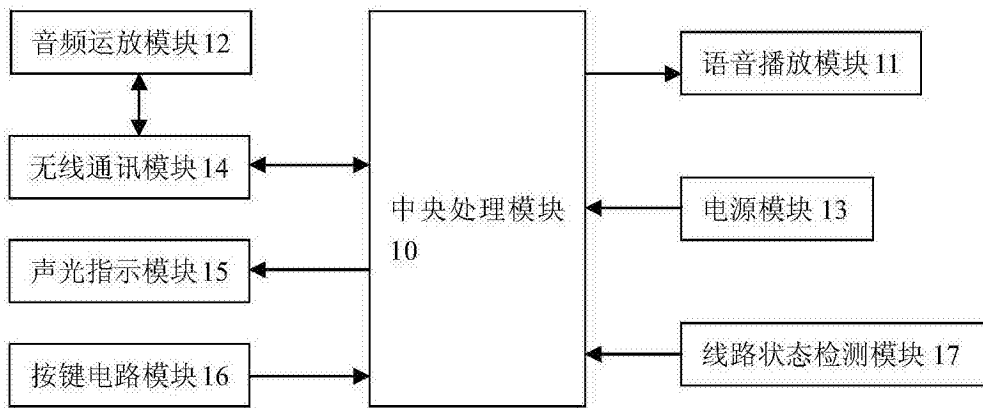 音频运放模块12
无线通讯模块14
声光指示模块15
按键电路模块16
中央处理模块
10
语音播放模块11
电源模块13
线路状态检测模块17